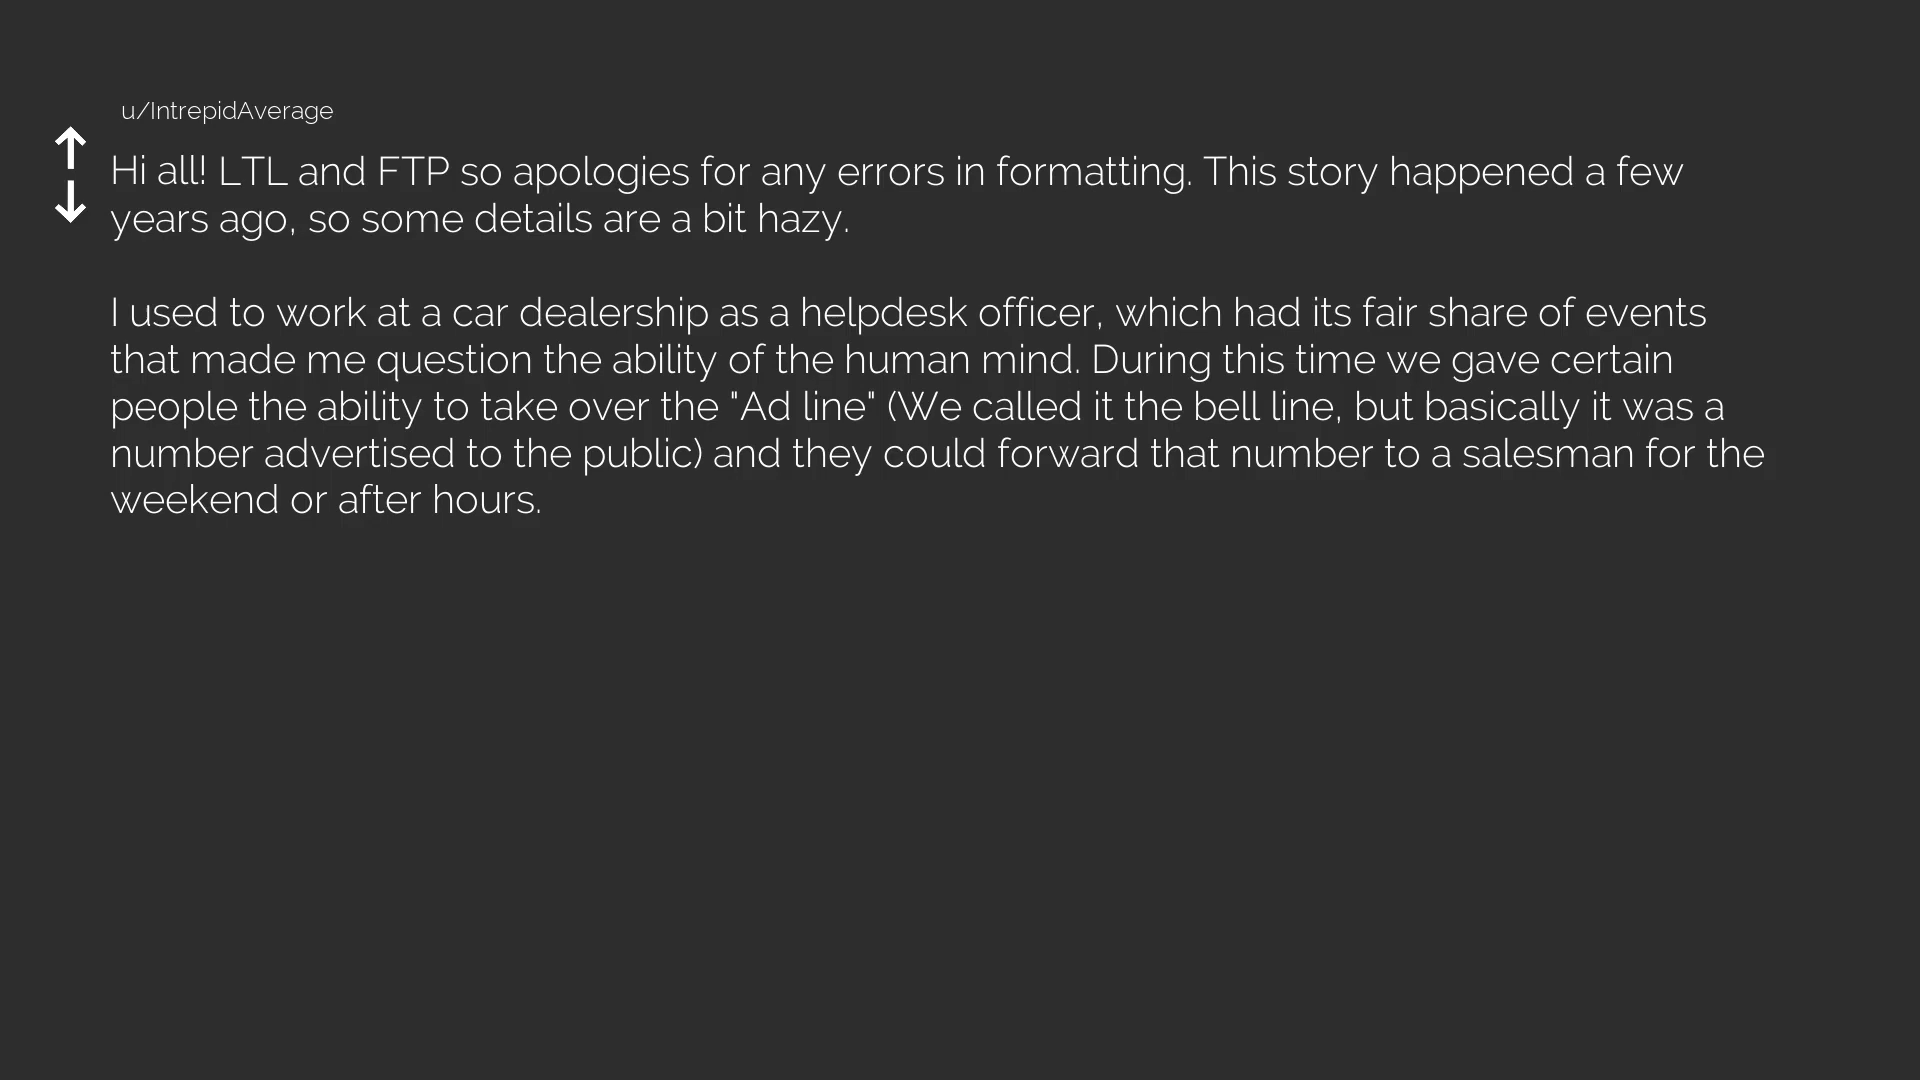 u/IntrepidAverage
Hi all! LTL and FTP so apologies for any errors in formatting. This story happened a few
years ago, so some details are a bit hazy.
I used to work at a car dealership as a helpdesk officer, which had its fair share of events
that made me question the ability of the human mind. During this time we gave certain
people the ability to take over the "Ad line" (We called it the bell line, but basically it was a
number advertised to the public) and they could forward that number to a salesman for the
weekend or after hours.